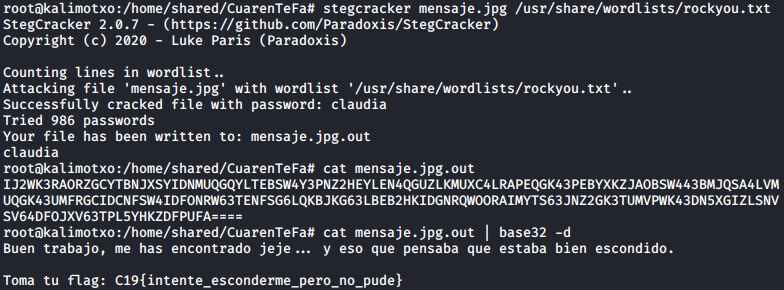 root@kalimotxo:/home/shared/CuarenTeFa# stegcracker mensaje.jpg /usr/share/wordlists/rockyou.txt
StegCracker 2.0.7 - (https://github.com/Paradoxis/StegCracker)
Copyright (c) 2020 - Luke Paris (Paradoxis)

Counting lines in wordlist..
Attacking file 'mensaje.jpg' with wordlist '/usr/share/wordlists/rockyou.txt'..
Successfully cracked file with password: claudia
Tried 986 passwords
Your file has been written to: mensaje.jpg.out
claudia
root@kalimotxo:/home/shared/CuarenTeFa# cat mensaje.jpg.out
IJ2WK3RAORZGCYTBNJXSYIDNMUQGQYLTEBSW4Y3PNZ2HEYLEN4QGUZLKMUXC4LRAPEQGK43PEBYXKZJAOBSW443BMJQSA4LVM
UQGK43UMFRGCIDCNFSW4IDFONRW63TENFSG6LQKBJKG63LBEB2HKIDGNRQWOORAIMYTS63JNZ2GK3TUMVPWK43DN5XGIZLSNV
SV64DFOJXV63TPL5YHKZDFPUFA====
root@kalimotxo:/home/shared/CuarenTeFa# cat mensaje.jpg.out | base32 -d
Buen trabajo, me has encontrado jeje... y eso que pensaba que estaba bien escondido.

Toma tu flag: C19{intente_esconderme_pero_no_pude}